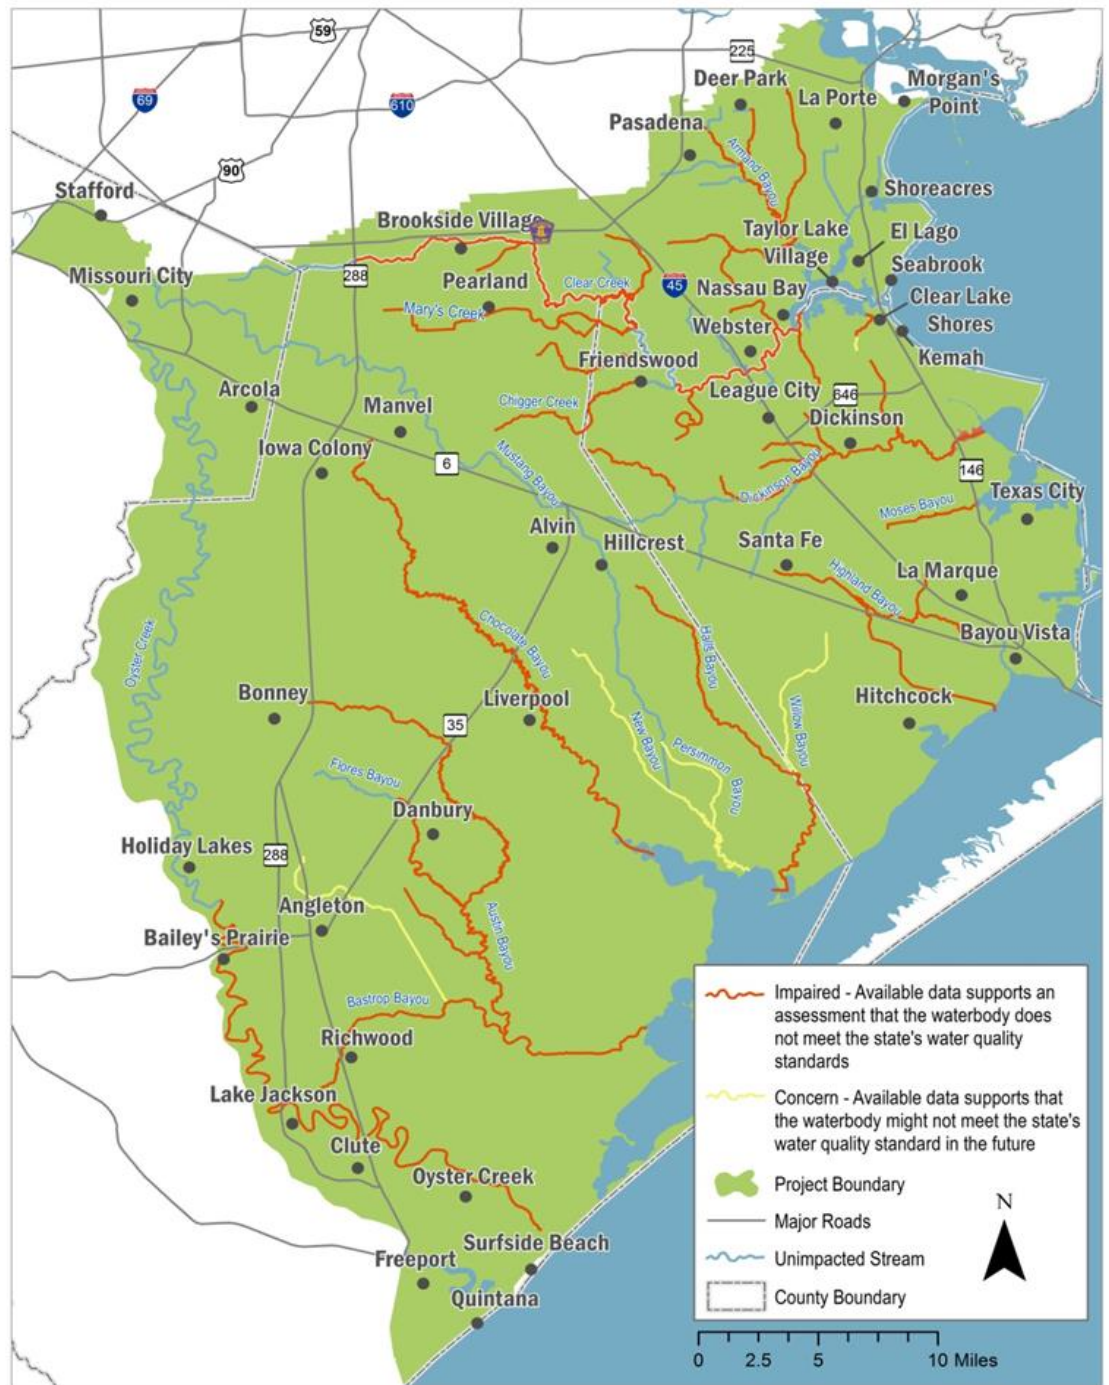 59
225
Deer Park
Morgan's
Point
La Porte
69
610
Pasadena
Armand Bayou
90
Stafford
Shoreacres
Brookside Village
Taylor Lake
Village
El Lago
Missouri City
288
Pearland
Clear Creek
45
Nassau Bay
Seabrook
Clear Lake
Shores
Mary's Creek
Webster
Kemah
Friendswood
Arcola
Chigger Creek
League City
646
Manvel
Dickinson
Iowa Colony
6
Mustang Bayou
Dickinson Bayou
146
Texas City
Moses Bayou
Alvin
Hillcrest
Santa Fe
Highland Bayou
La Marque
Oyster Creek
Chocolate Bayou
Halls Bayou
Bayou Vista
Bonney
Liverpool
Hitchcock
35
New Bayou
Persimmon Bayou
Willow Bayou
Flores Bayou
Danbury
Holiday Lakes
288
Angleton
Austin Bayou
Bailey's Prairie
Bastrop Bayou
Richwood
Lake Jackson
Clute
Oyster Creek
Surfside Beach
Freeport
Quintana
Impaired - Available data supports an
assessment that the waterbody does
not meet the state's water quality
standards
Concern - Available data supports that
the waterbody might not meet the state's
water quality standard in the future
Project Boundary
N
Major Roads
Unimpacted Stream
County Boundary
0 2.5 5 10 Miles